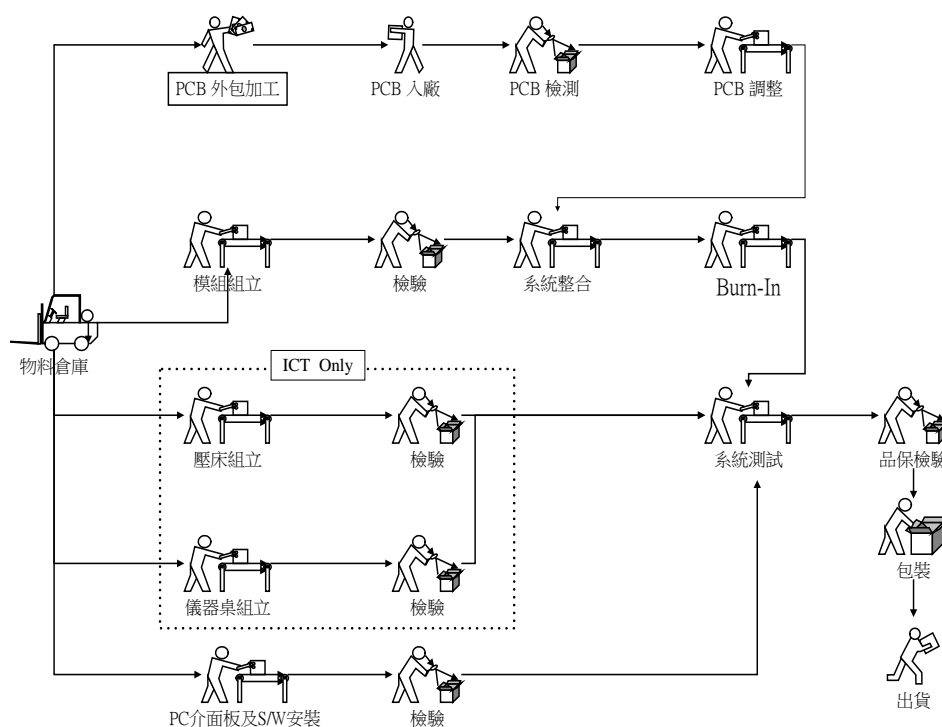 PCB 外包加工
PCB 入廠
PCB 檢測
PCB 調整
模組組立
檢驗
系統整合
Burn-In
物料倉庫
ICT Only
壓床組立
檢驗
系統測試
品保檢驗
儀器桌組立
檢驗
包裝
PC介面板及S/W安裝
檢驗
出貨